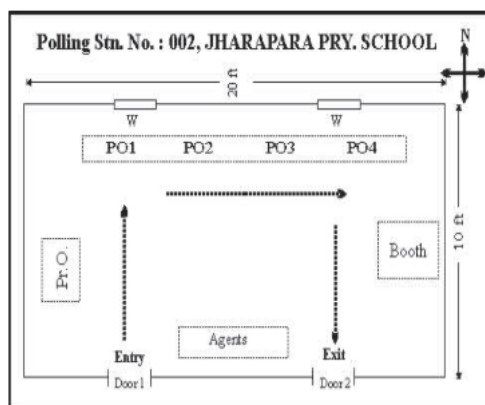 Polling Stn. No. : 002, JHARAPARA PRY. SCHOOL
N
20 ft
W W
PO1 PO2 PO3 PO4
10 ft
Pr. O.
Booth
Agents
Entry Exit
Door 1 Door 2